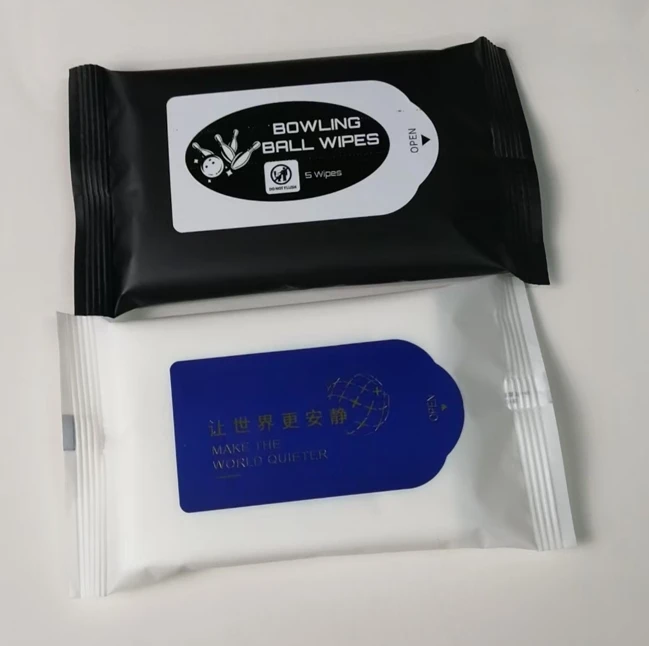 BOWLING
BALL WIPES
DO NOT FLUSH
5 Wipes
OPEN
让世界更安静
MAKE THE
WORLD QUIETER
OPEN